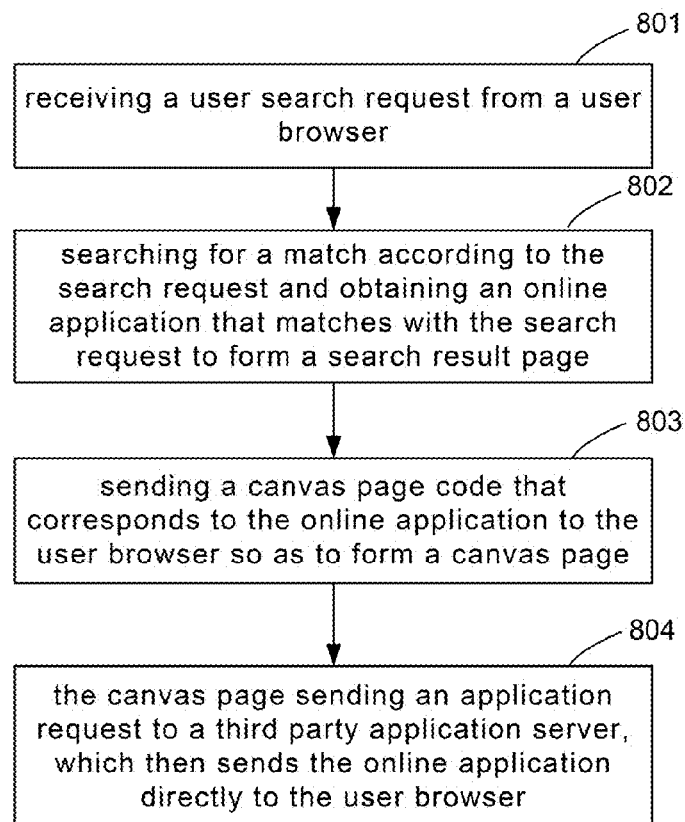 801
receiving a user search request from a user
browser
802
searching for a match according to the
search request and obtaining an online
application that matches with the search
request to form a search result page
803
sending a canvas page code that
corresponds to the online application to the
user browser so as to form a canvas page
804
the canvas page sending an application
request to a third party application server,
which then sends the online application
directly to the user browser